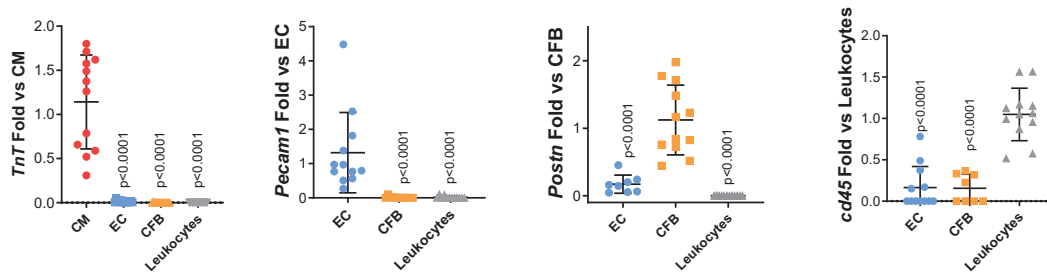 TnT Fold vs CM
2.0
1.5
1.0
0.5
0.0
p<0.0001
p<0.0001
p<0.0001
CM
EC
CFB
Leukocytes
Pecam1 Fold vs EC
5
4
3
2
1
0
p<0.0001
p<0.0001
EC
CFB
Leukocytes
Postn Fold vs CFB
2
1
0
p<0.0001
p<0.0001
EC
CFB
Leukocytes
cd45 Fold vs Leukocytes
2.0
1.5
1.0
0.5
0.0
p<0.0001
p<0.0001
EC
CFB
Leukocytes